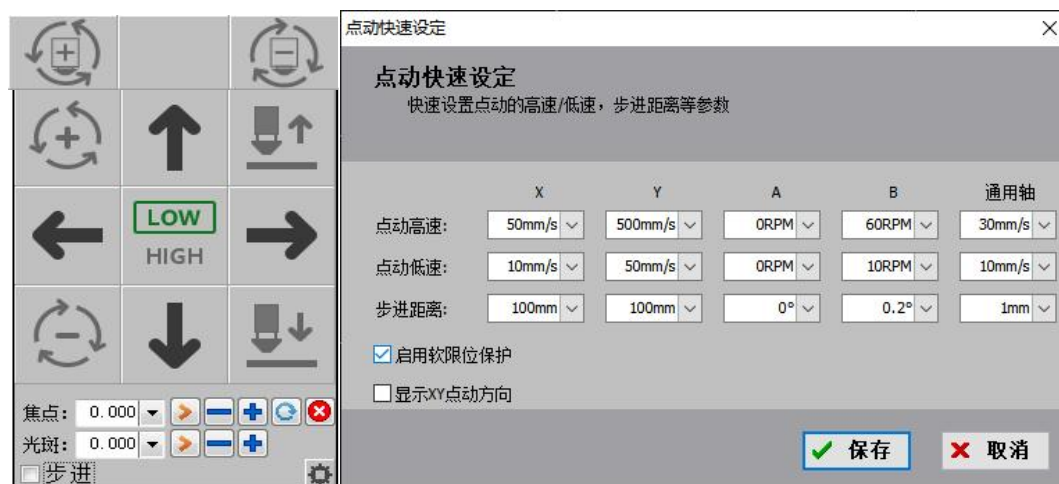 LOW
HIGH
焦点: 0.000
光斑: 0.000
步进
点动快速设定
点动快速设定
快速设置点动的高速/低速，步进距离等参数
X Y A B 通用轴
点动高速: 50mm/s 500mm/s 0RPM 60RPM 30mm/s
点动低速: 10mm/s 50mm/s 0RPM 10RPM 10mm/s
步进距离: 100mm 100mm 0° 0.2° 1mm
启用软限位保护
显示XY点动方向
保存 取消